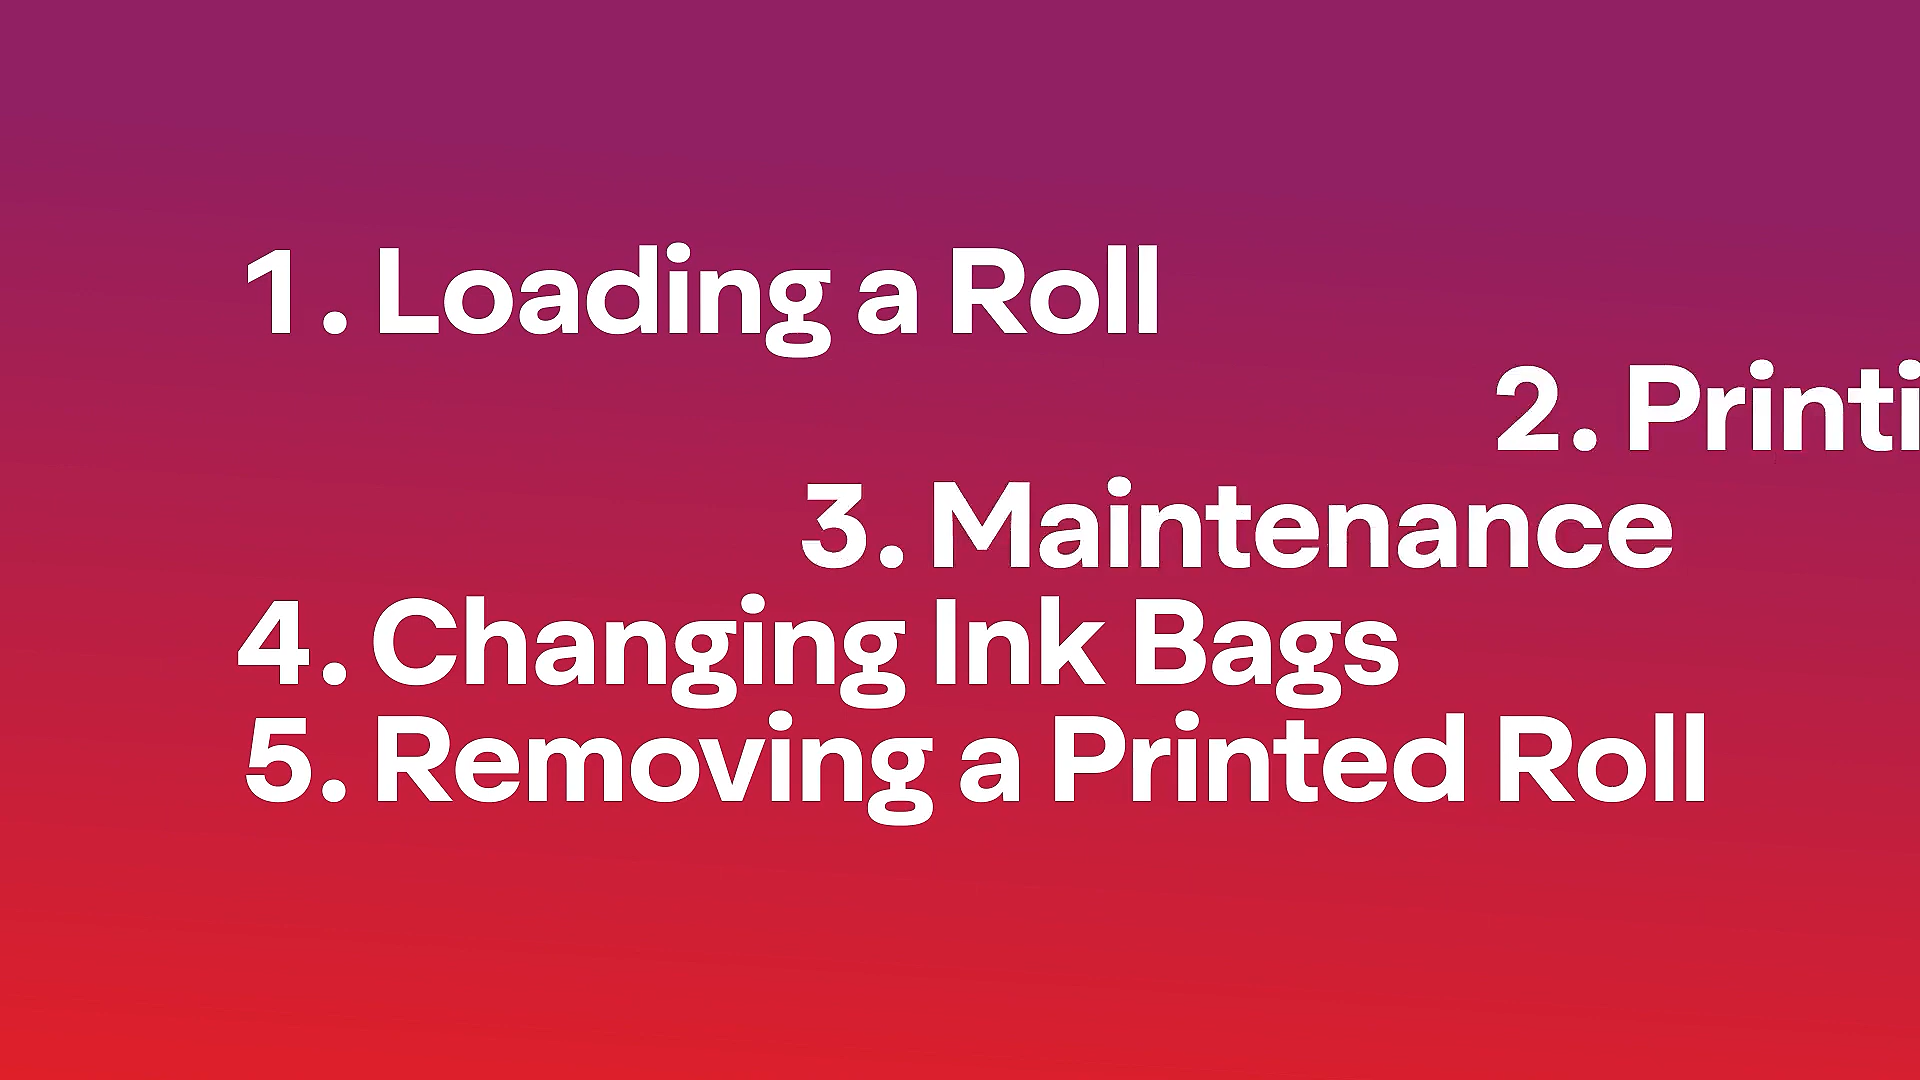 1. Loading a Roll
2. Printi
3. Maintenance
4. Changing Ink Bags
5. Removing a Printed Roll